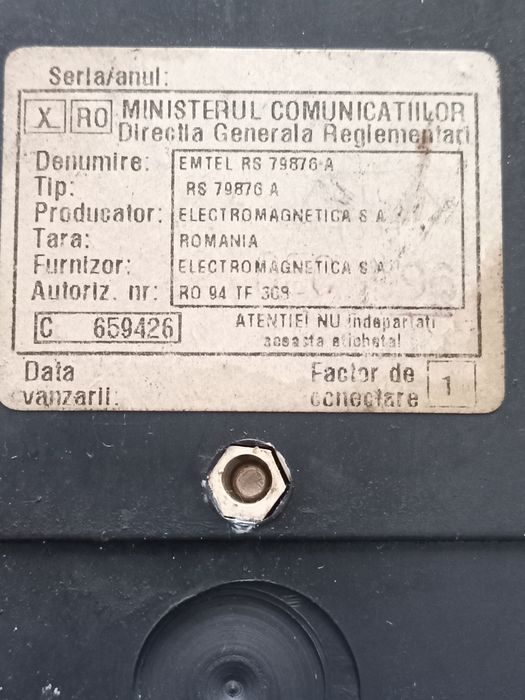 Seria/anul:
X RO MINISTERUL COMUNICATIILOR
Directia Generala Reglementari
Denumire: EMTEL RS 79876 A
Tip: RS 79876 A
Producator: ELECTROMAGNETICA S A
Tara: ROMANIA
Furnizor: ELECTROMAGNETICA S A
Autoriz. nr: RO 94 TF 368
C 659426 ATENTIE! NU indepartati
aceasta eticheta!
Data vanzarii: Factor de conectare 1